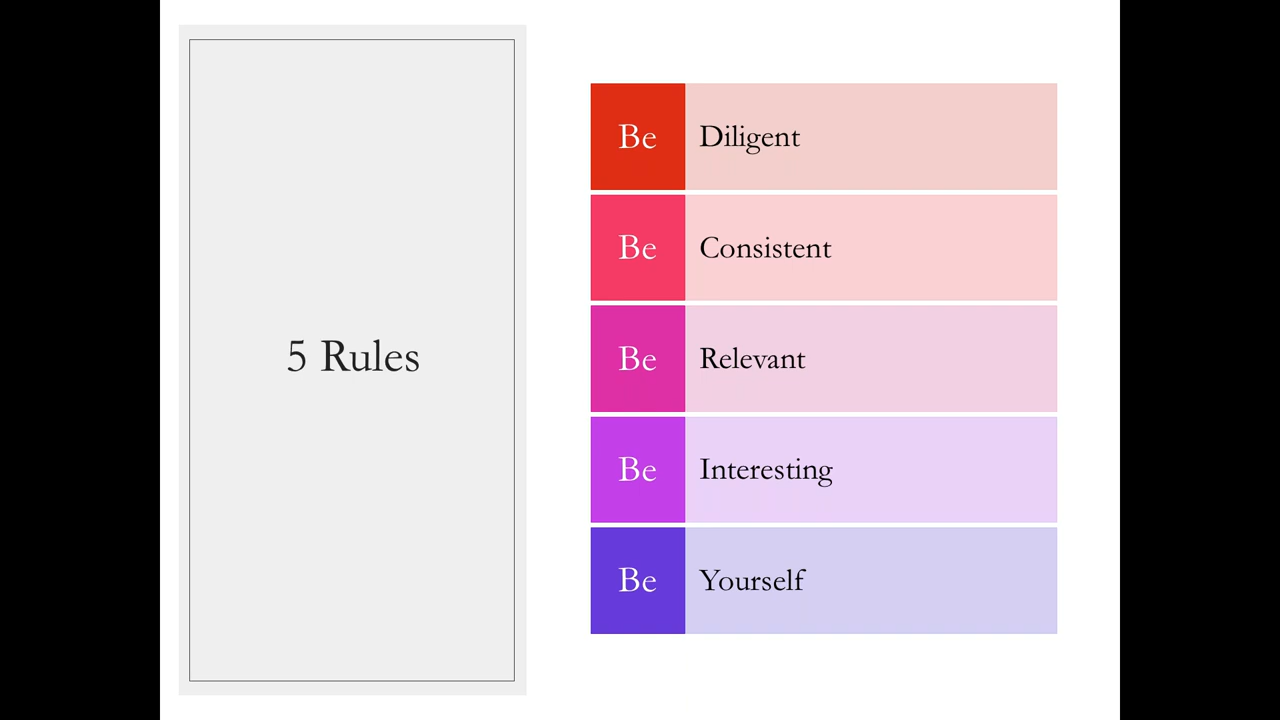 5 Rules
Be Diligent
Be Consistent
Be Relevant
Be Interesting
Be Yourself